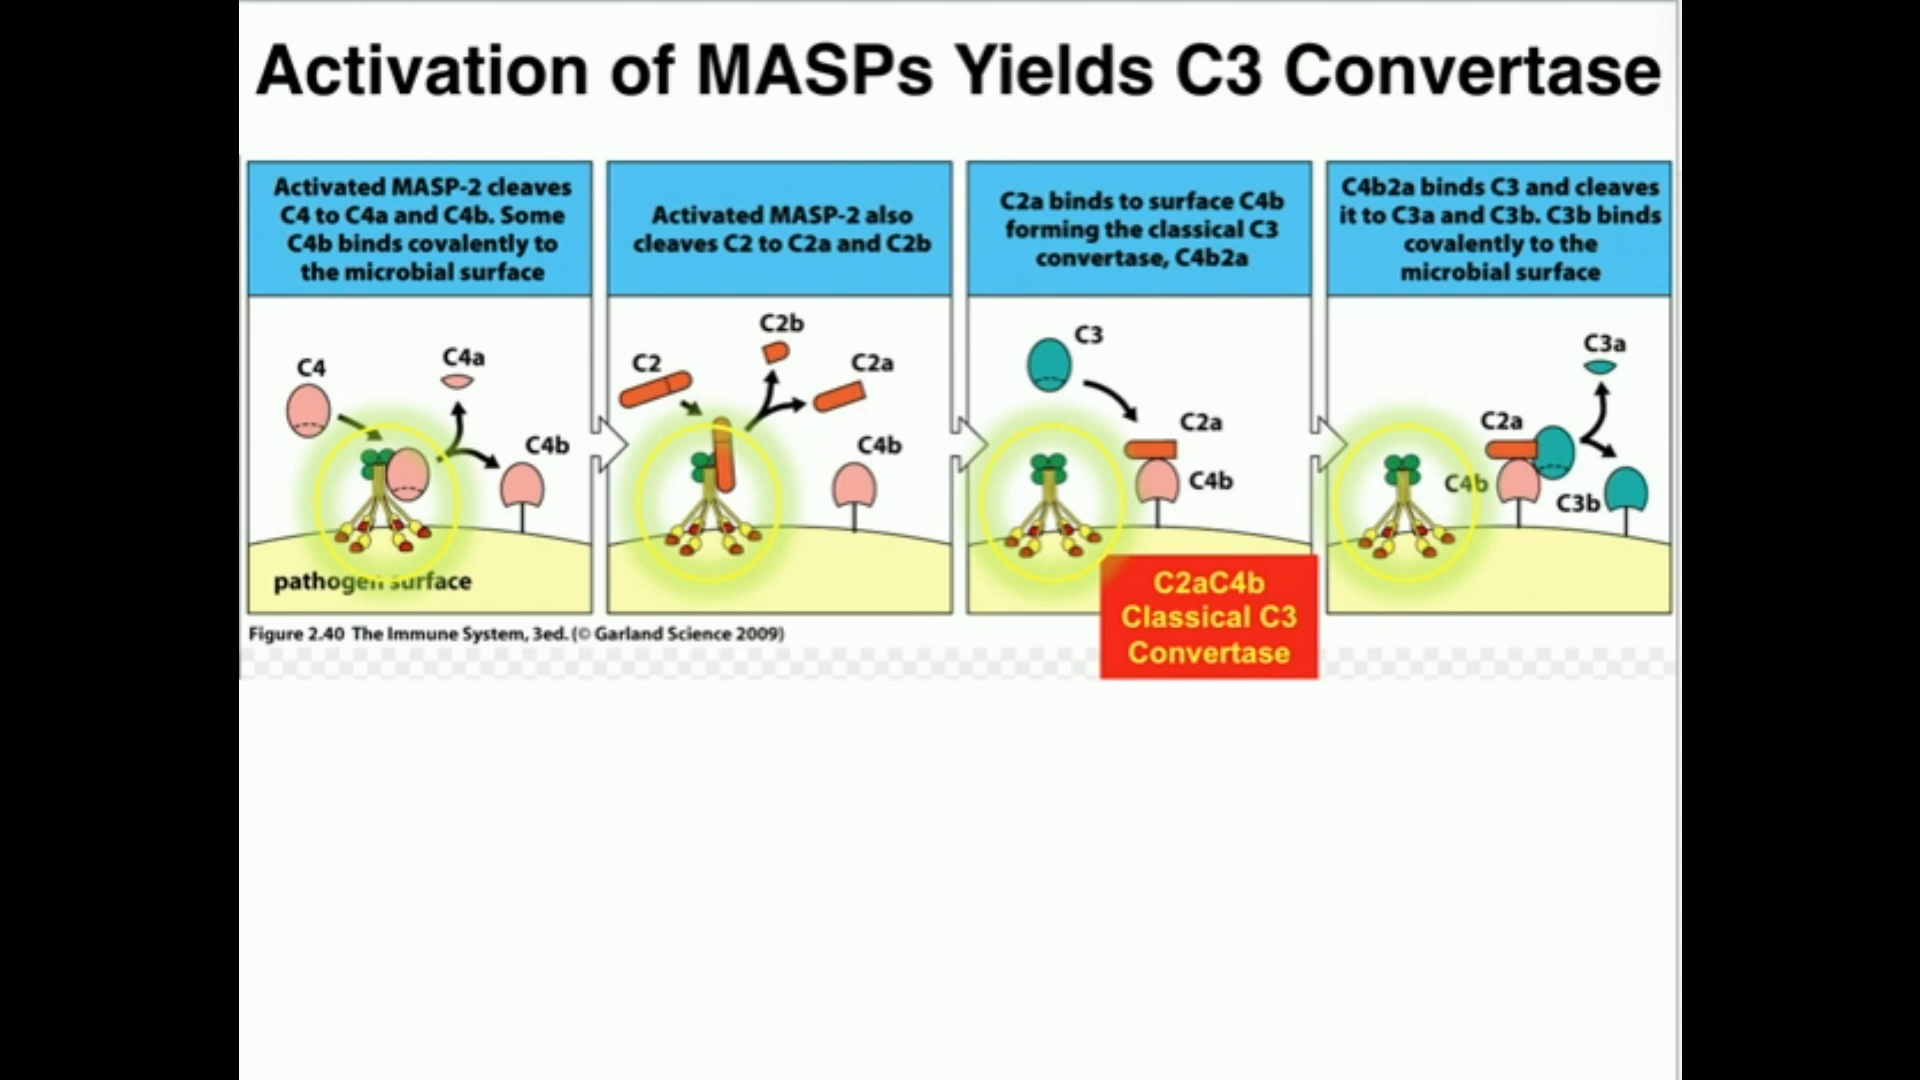 Activation of MASPs Yields C3 Convertase
Activated MASP-2 cleaves
C4 to C4a and C4b. Some
C4b binds covalently to
the microbial surface
Activated MASP-2 also
cleaves C2 to C2a and C2b
C2a binds to surface C4b
forming the classical C3
convertase, C4b2a
C4b2a binds C3 and cleaves
it to C3a and C3b. C3b binds
covalently to the
microbial surface
C4
C4a
C4b
pathogen surface
C2
C2b
C2a
C4b
C3
C2a
C4b
C3a
C2a
C4b
C3b
C2aC4b
Classical C3
Convertase
Figure 2.40 The Immune System, 3ed. (© Garland Science 2009)